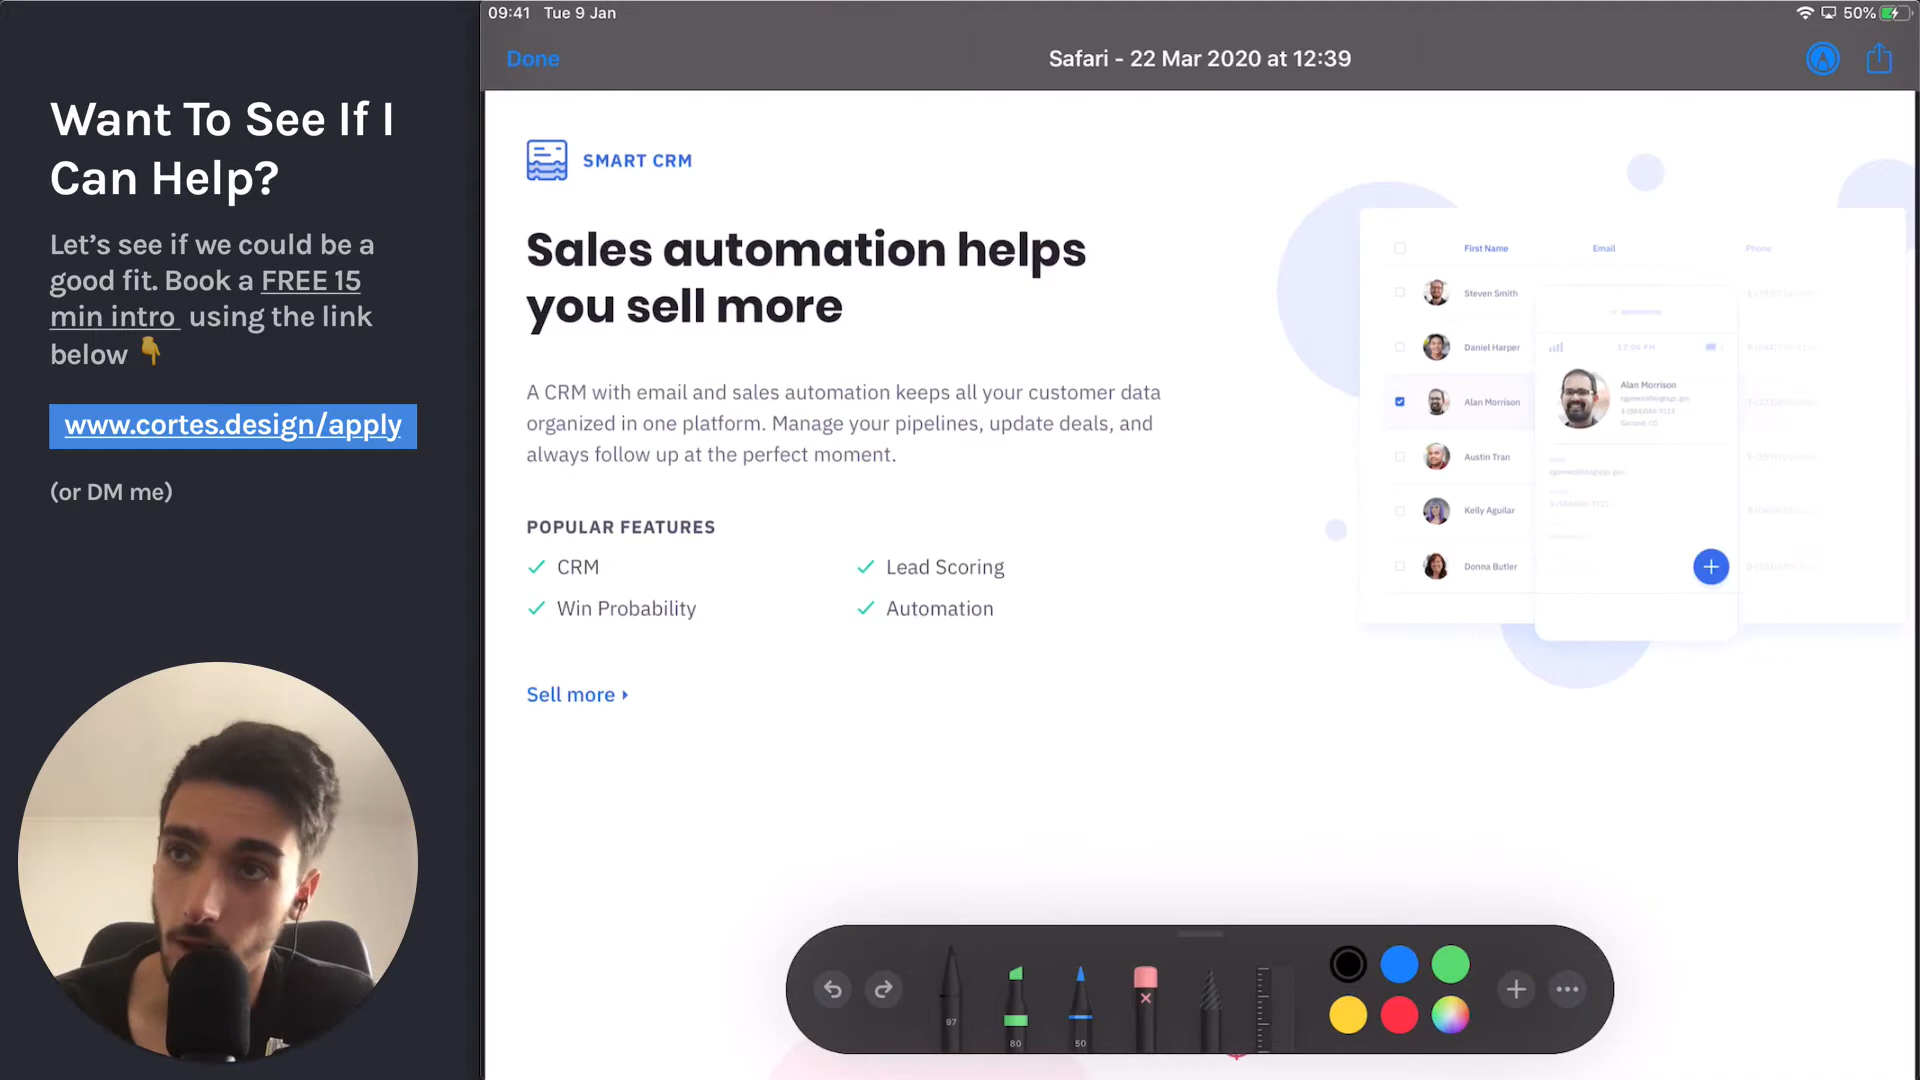 09:41 Tue 9 Jan
50%
Done
Safari - 22 Mar 2020 at 12:39
Want To See If I
Can Help?
Let’s see if we could be a
good fit. Book a FREE 15
min intro using the link
below 👇
www.cortes.design/apply
(or DM me)
SMART CRM
Sales automation helps
you sell more
A CRM with email and sales automation keeps all your customer data
organized in one platform. Manage your pipelines, update deals, and
always follow up at the perfect moment.
POPULAR FEATURES
CRM
Lead Scoring
Win Probability
Automation
Sell more
First Name
Email
Phone
Steven Smith
Daniel Harper
Alan Morrison
Austin Tran
Kelly Aguilar
Donna Butler
12:00 PM
Alan Morrison
97
80
50